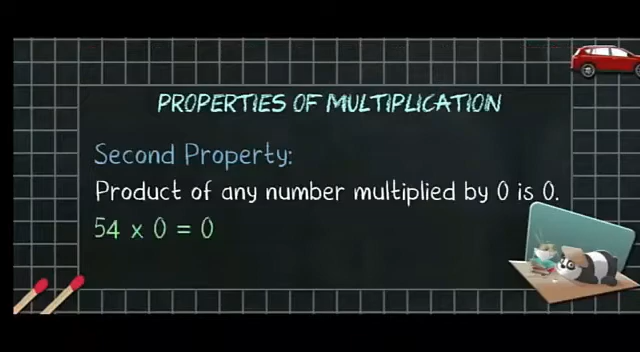 PROPERTIES OF MULTIPLICATION
Second Property:
Product of any number multiplied by 0 is 0.
54 x 0 = 0